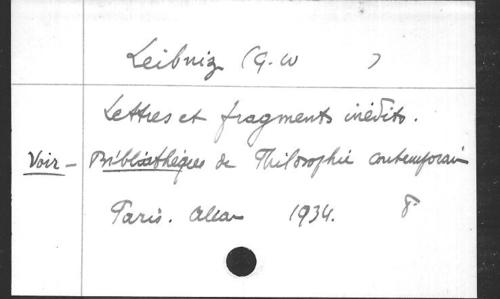 Leibniz (G. W )
Lettres et fragments inédits.
Voir - Bibliothèque de Philosophie contemporain
Paris. Alcan 1934. 8°